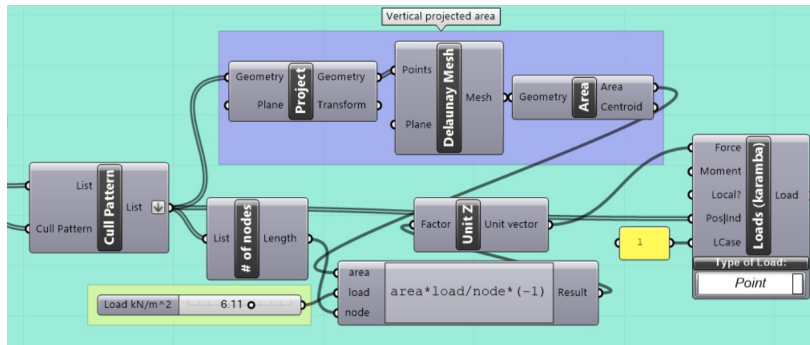 Vertical projected area
Geometry
Plane
Project
Geometry
Transform
Points
Plane
Delaunay Mesh
Mesh
Geometry
Area
Area
Centroid
List
Cull Pattern
Cull Pattern
List
List
# of nodes
Length
Factor
Unit Z
Unit vector
Force
Moment
Local?
Pos|Ind
LCase
Loads (karamba)
Load
Type of Load:
Point
1
Load kN/m^2
6.11
area
load
node
area*load/node*(-1)
Result